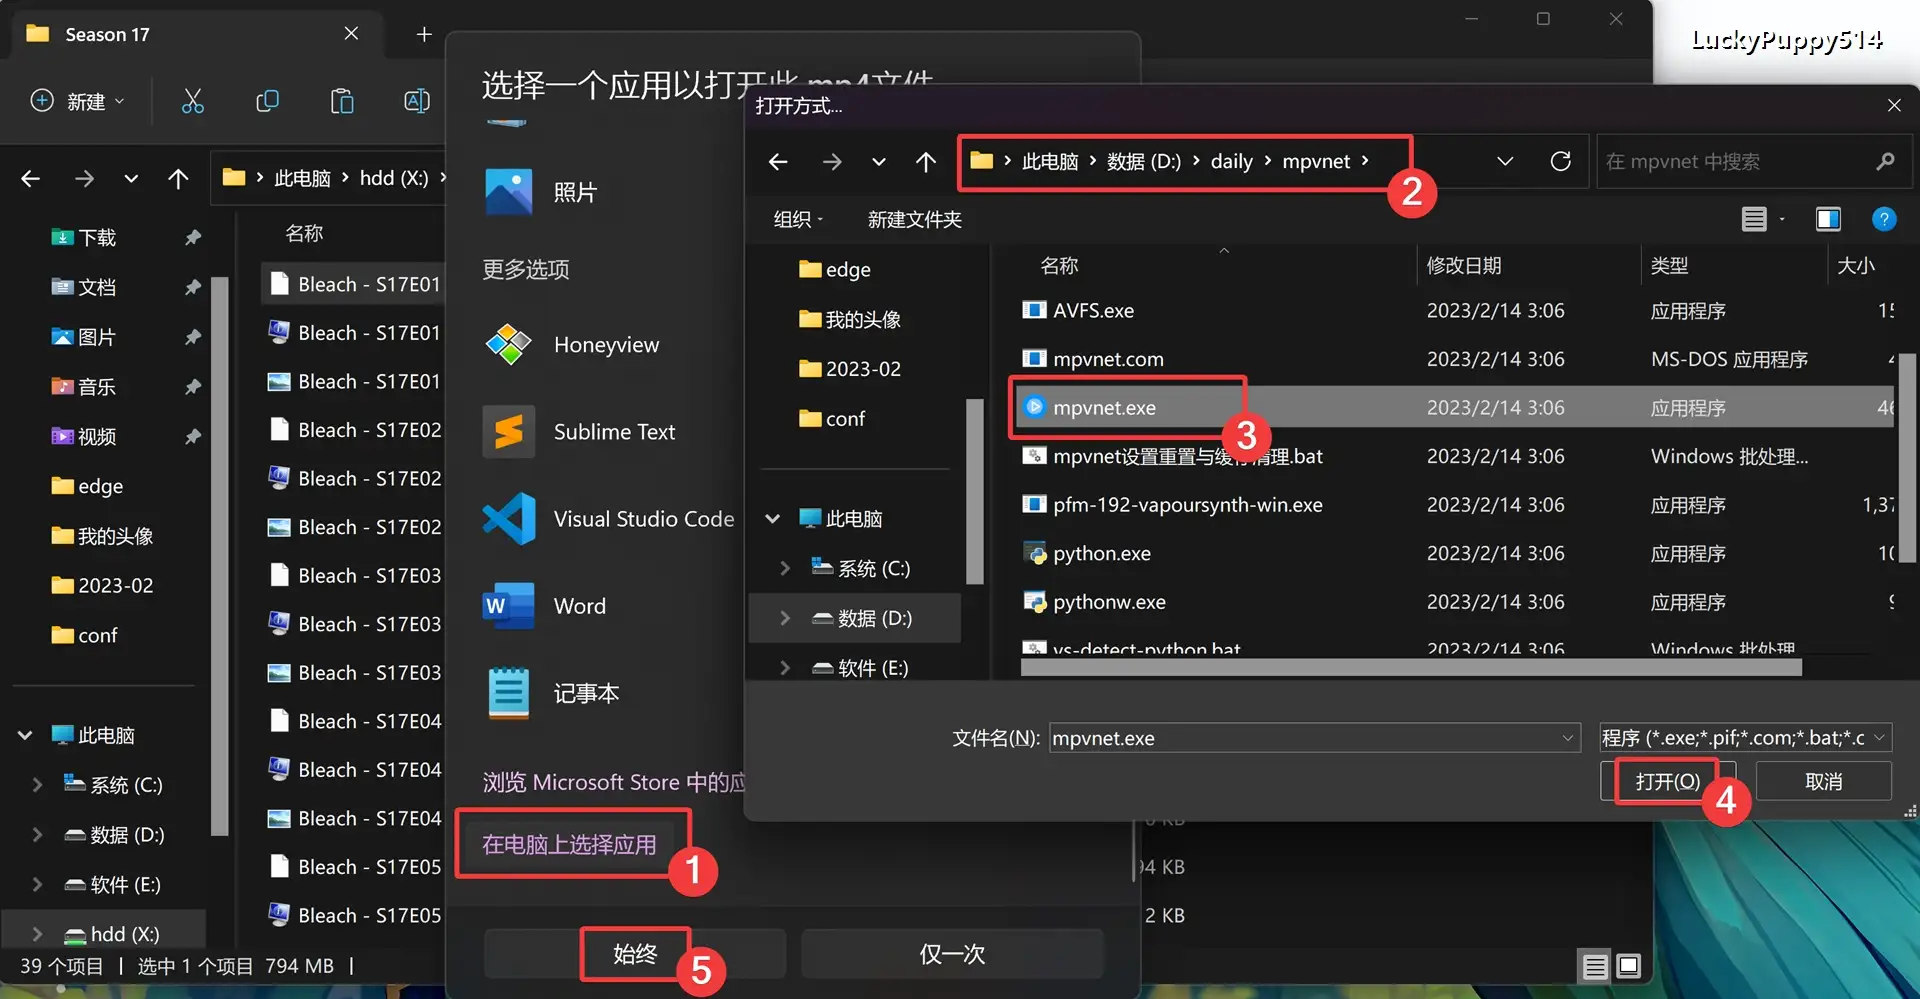 Season 17
LuckyPuppy514
新建
此电脑 hdd (X:)
下载
文档
图片
音乐
视频
edge
我的头像
2023-02
conf
此电脑
系统 (C:)
数据 (D:)
软件 (E:)
hdd (X:)
39 个项目 | 选中 1 个项目 794 MB |
名称
Bleach - S17E01
Bleach - S17E01
Bleach - S17E01
Bleach - S17E02
Bleach - S17E02
Bleach - S17E02
Bleach - S17E03
Bleach - S17E03
Bleach - S17E03
Bleach - S17E04
Bleach - S17E04
Bleach - S17E04
Bleach - S17E05
Bleach - S17E05
94 KB
2 KB
选择一个应用以打开此 .mp4文件
照片
更多选项
Honeyview
Sublime Text
Visual Studio Code
Word
记事本
浏览 Microsoft Store 中的应
在电脑上选择应用
1
始终
5
仅一次
打开方式...
此电脑 数据 (D:) daily mpvnet
2
在 mpvnet 中搜索
组织 新建文件夹
edge
我的头像
2023-02
conf
此电脑
系统 (C:)
数据 (D:)
软件 (E:)
名称 修改日期 类型 大小
AVFS.exe 2023/2/14 3:06 应用程序 15
mpvnet.com 2023/2/14 3:06 MS-DOS 应用程序
mpvnet.exe 2023/2/14 3:06 应用程序 46
3
mpvnet设置重置与缓存清理.bat 2023/2/14 3:06 Windows 批处理...
pfm-192-vapoursynth-win.exe 2023/2/14 3:06 应用程序 1,37
python.exe 2023/2/14 3:06 应用程序 10
pythonw.exe 2023/2/14 3:06 应用程序 9
vs-detect-python.bat 2023/2/14 3:06 Windows 批处理
文件名(N): mpvnet.exe
程序 (*.exe;*.pif;*.com;*.bat;*.c
打开(O)
4
取消